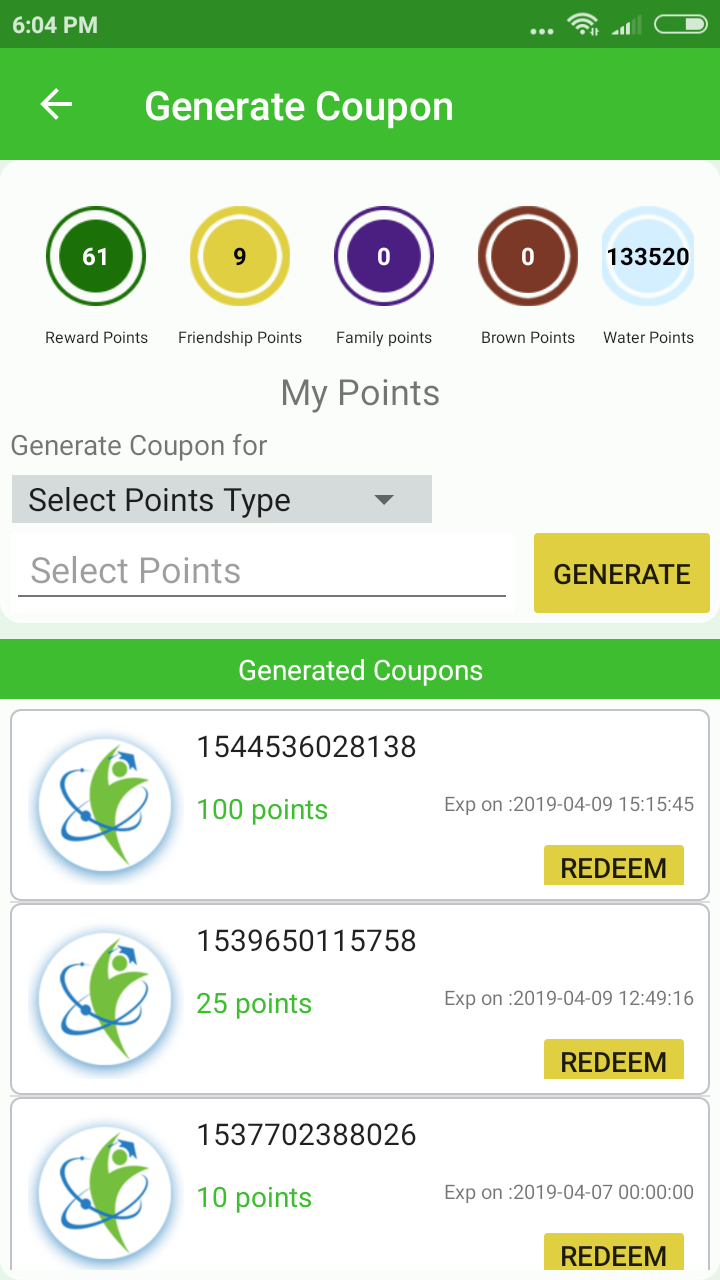 6:04 PM
Generate Coupon
61
9
0
0
133520
Reward Points
Friendship Points
Family points
Brown Points
Water Points
My Points
Generate Coupon for
Select Points Type
Select Points
GENERATE
Generated Coupons
1544536028138
100 points
Exp on :2019-04-09 15:15:45
REDEEM
1539650115758
25 points
Exp on :2019-04-09 12:49:16
REDEEM
1537702388026
10 points
Exp on :2019-04-07 00:00:00
REDEEM